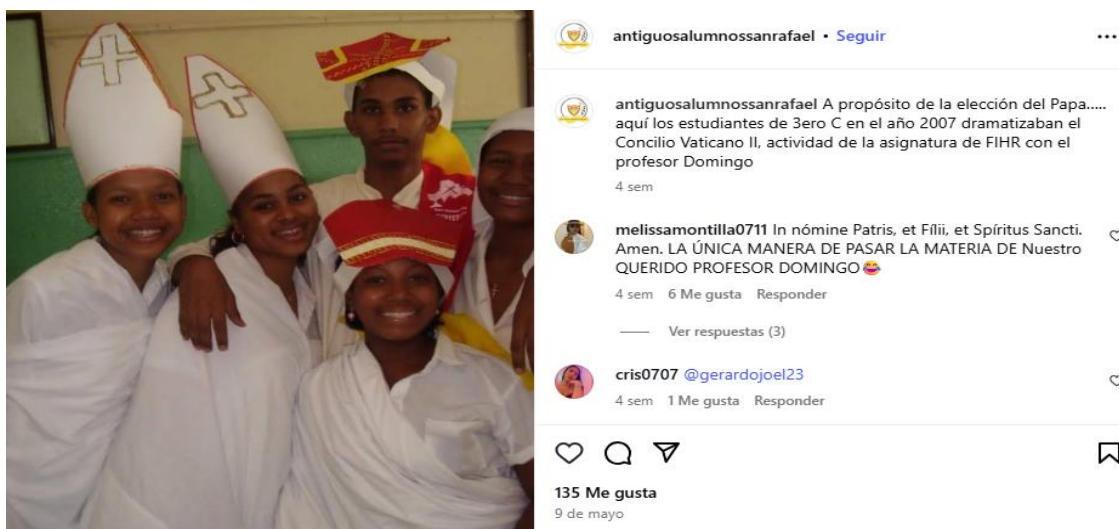 antiguosalumnossanrafael • Seguir
antiguosalumnossanrafael A propósito de la elección del Papa.....
aquí los estudiantes de 3ero C en el año 2007 dramatizaban el
Concilio Vaticano II, actividad de la asignatura de FIHR con el
profesor Domingo
4 sem
melissamontilla0711 In nómine Patris, et Fílii, et Spíritus Sancti.
Amen. LA ÚNICA MANERA DE PASAR LA MATERIA DE Nuestro
QUERIDO PROFESOR DOMINGO😂
4 sem 6 Me gusta Responder
Ver respuestas (3)
cris0707 @gerardojoel23
4 sem 1 Me gusta Responder
135 Me gusta
9 de mayo